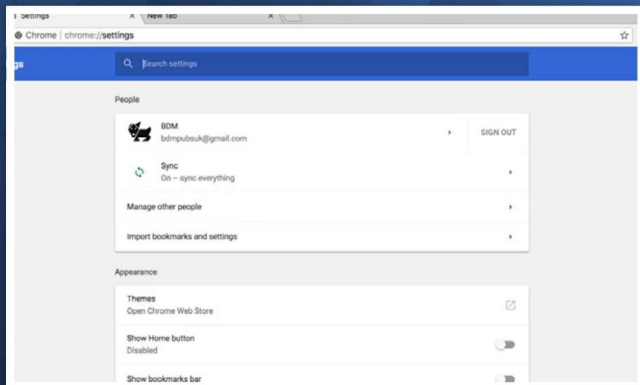 Settings
New Tab
Chrome | chrome://settings
gs
Search settings
People
BDM
bdmpubsuk@gmail.com
SIGN OUT
Sync
On – sync everything
Manage other people
Import bookmarks and settings
Appearance
Themes
Open Chrome Web Store
Show Home button
Disabled
Show bookmarks bar